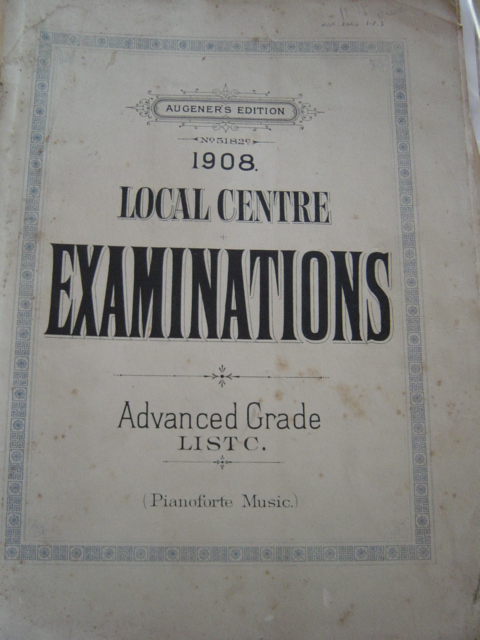 AUGENER'S EDITION
No 5182c
1908.
LOCAL CENTRE
EXAMINATIONS
Advanced Grade
LIST C.
(Pianoforte Music.)